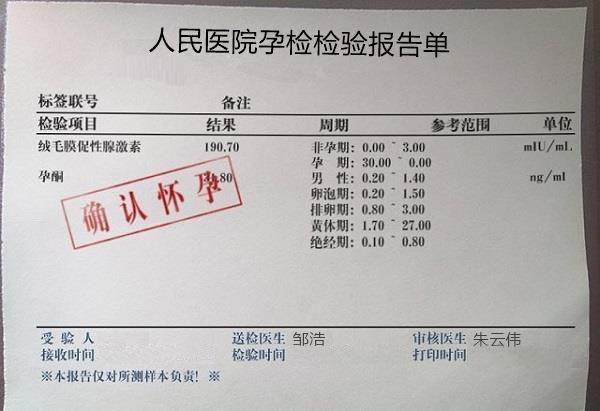 人民医院孕检检验报告单
标签联号 备注
检验项目 结果 周期 参考范围 单位
绒毛膜促性腺激素 190.70 非孕期: 0.00 ~ 3.00 mIU/mL
孕 期: 30.00 ~ 0.00
孕酮 .80 男 性: 0.20 ~ 1.40 ng/ml
卵泡期: 0.20 ~ 1.50
排卵期: 0.80 ~ 3.00
黄体期: 1.70 ~ 27.00
绝经期: 0.10 ~ 0.80
确认怀孕
受 验 人 送检医生 邹浩 审核医生 朱云伟
接收时间 检验时间 打印时间
※本报告仅对所测样本负责! ※